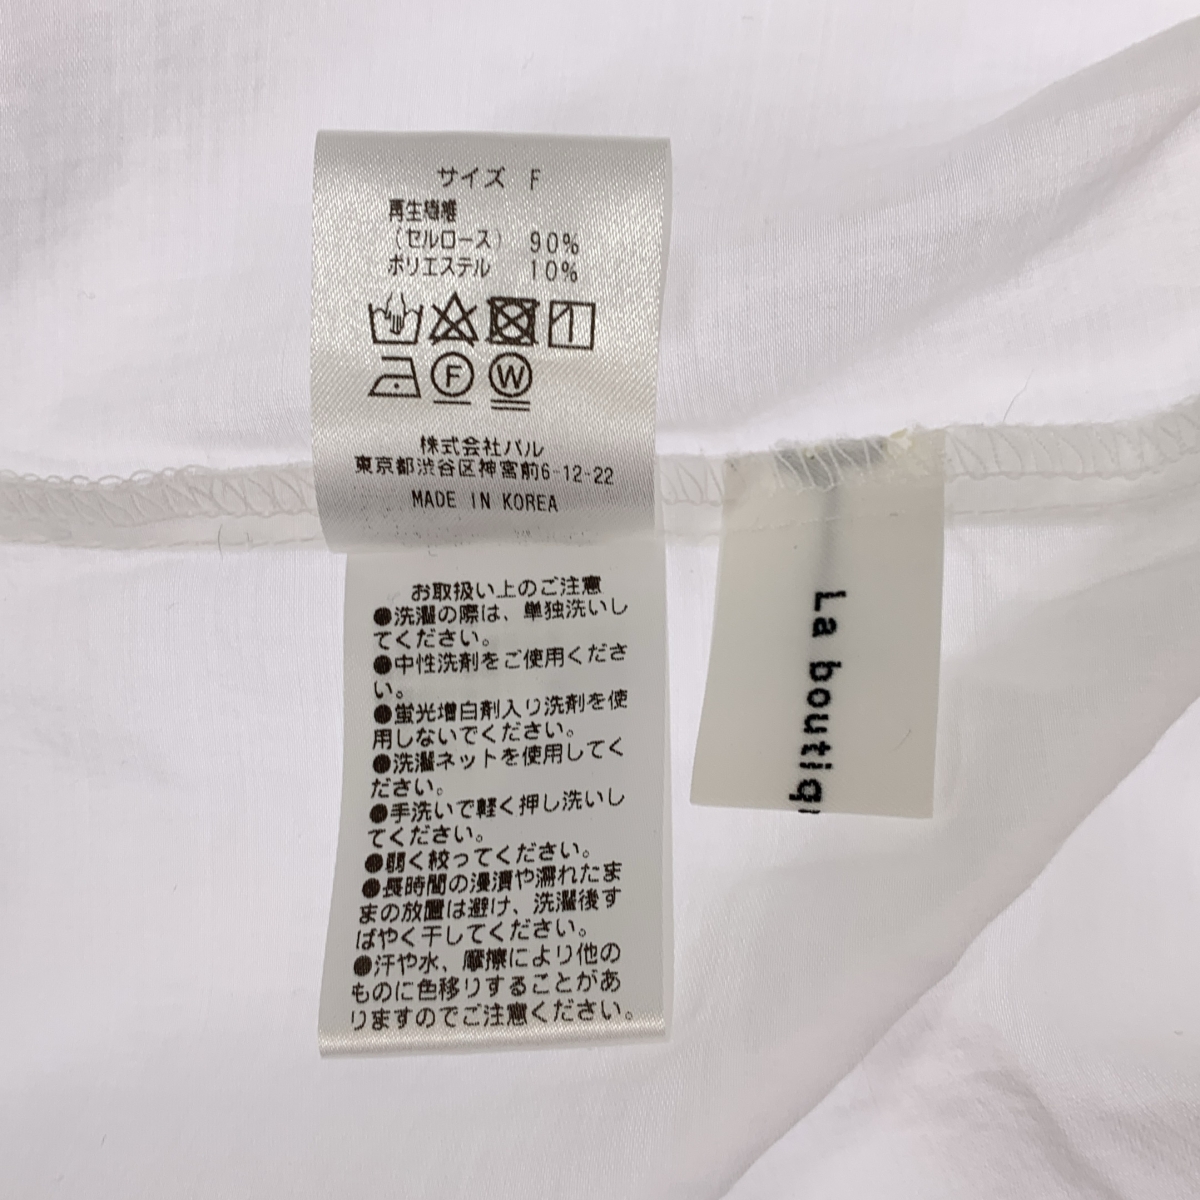 サイズ F
再生繊維
(セルロース) 90%
ポリエステル 10%
F W
株式会社パル
東京都渋谷区神宮前6-12-22
MADE IN KOREA
お取扱い上のご注意
●洗濯の際は、単独洗いし
てください。
●中性洗剤をご使用くださ
い。
●蛍光増白剤入り洗剤を使
用しないでください。
●洗濯ネットを使用してく
ださい。
●手洗いで軽く押し洗いし
てください。
●弱く絞ってください。
●長時間の浸漬や濡れたま
まの放置は避け、洗濯後す
ばやく干してください。
●汗や水、摩擦により他の
ものに色移りすることがあ
りますのでご注意ください。
La boutiq